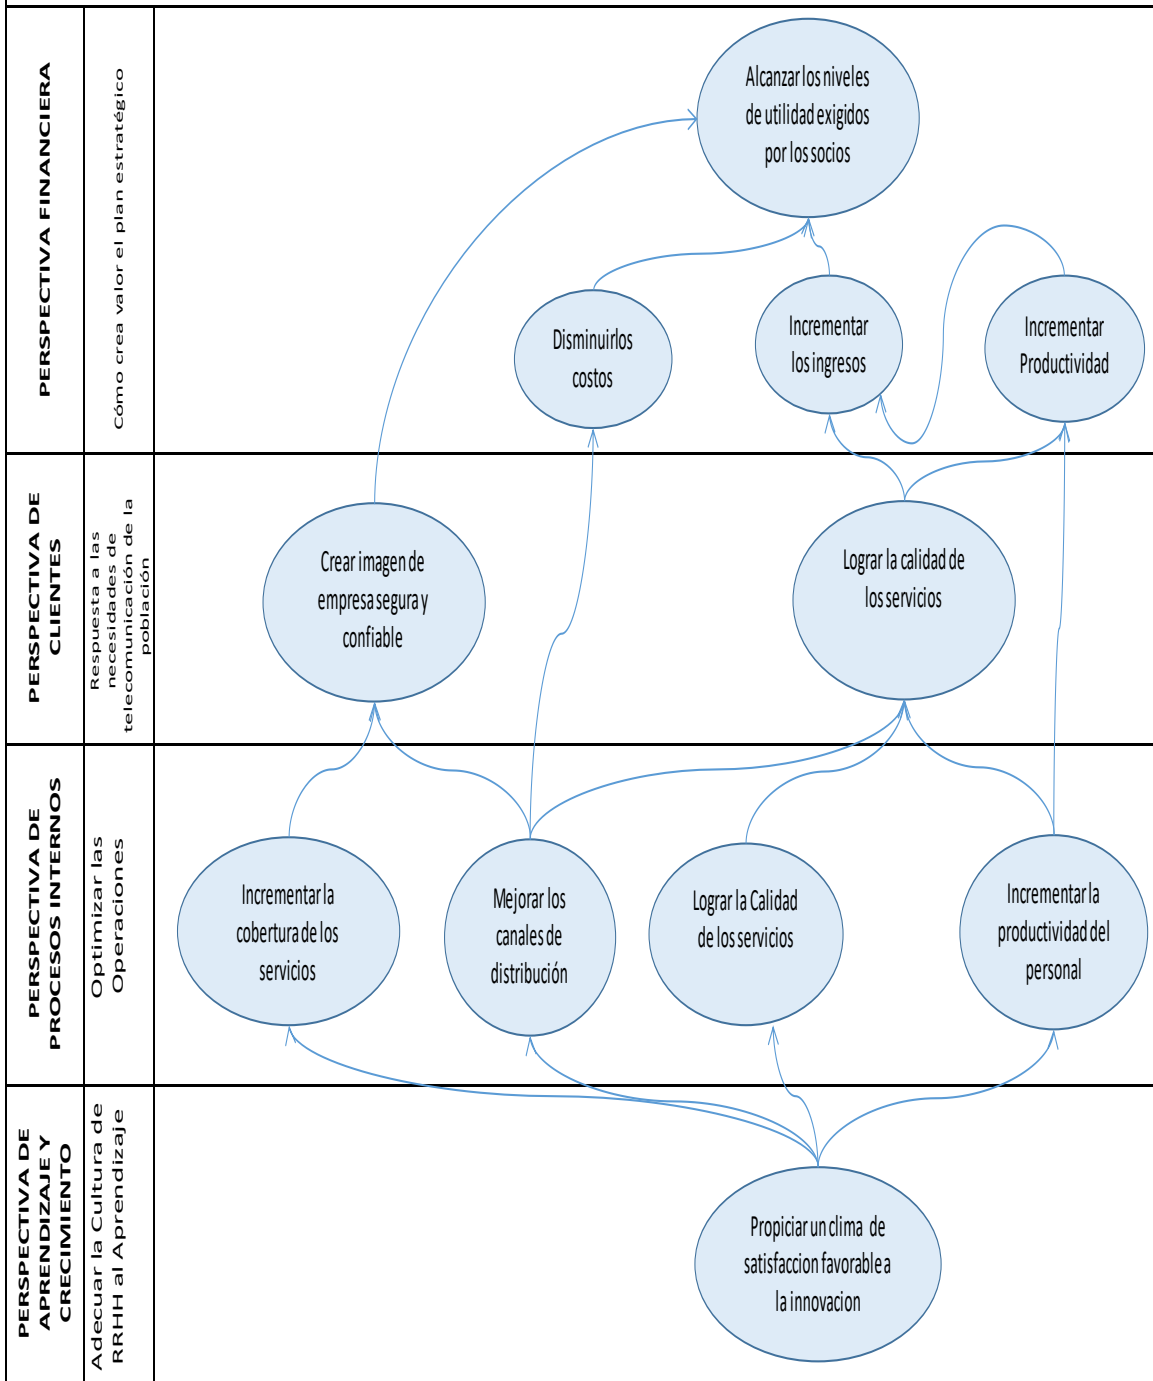 PERSPECTIVA FINANCIERA
Cómo crea valor el plan estratégico
Alcanzar los niveles
de utilidad exigidos
por los socios
Disminuir los
costos
Incrementar
los ingresos
Incrementar
Productividad
PERSPECTIVA DE
CLIENTES
Respuesta a las
necesidades de
telecomunicación de la
población
Crear imagen de
empresa segura y
confiable
Lograr la calidad de
los servicios
PERSPECTIVA DE
PROCESOS INTERNOS
Optimizar las
Operaciones
Incrementar la
cobertura de los
servicios
Mejorar los
canales de
distribución
Lograr la Calidad
de los servicios
Incrementar la
productividad del
personal
PERSPECTIVA DE
APRENDIZAJE Y
CRECIMIENTO
Adecuar la Cultura de
RRHH al Aprendizaje
Propiciar un clima de
satisfaccion favorable a
la innovacion